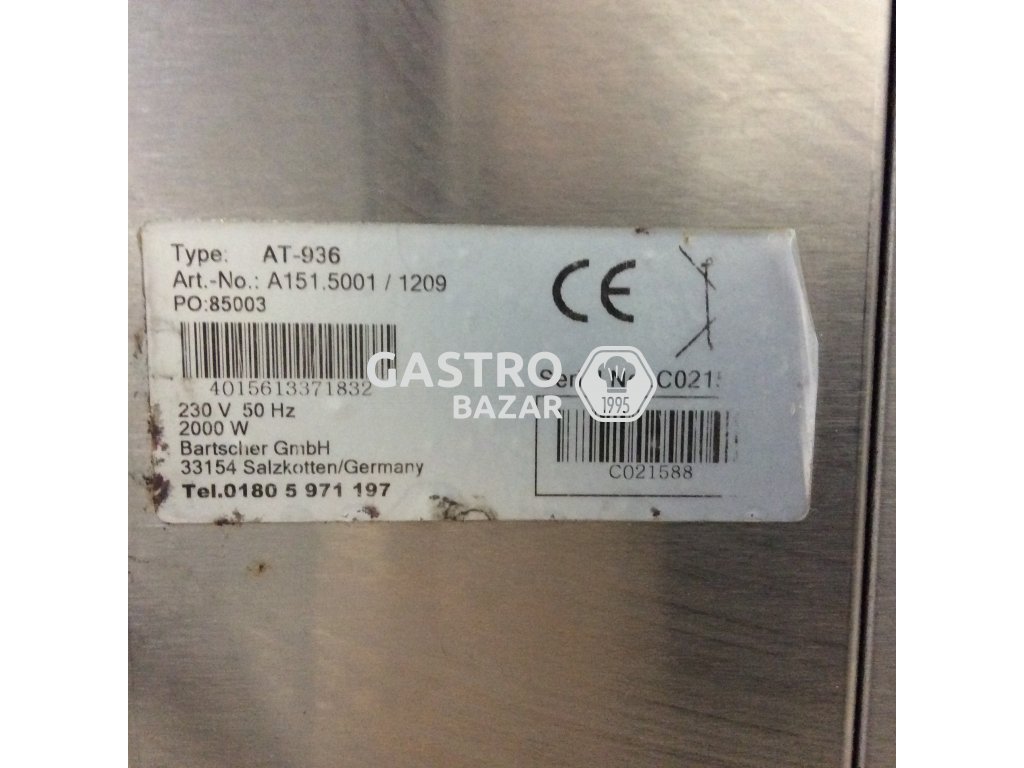 Type: AT-936
Art.-No.: A151.5001 / 1209
PO:85003
4015613371832
230 V 50 Hz
2000 W
Bartscher GmbH
33154 Salzkotten/Germany
Tel.0180 5 971 197
CE
C021588
GASTRO
BAZAR
1995